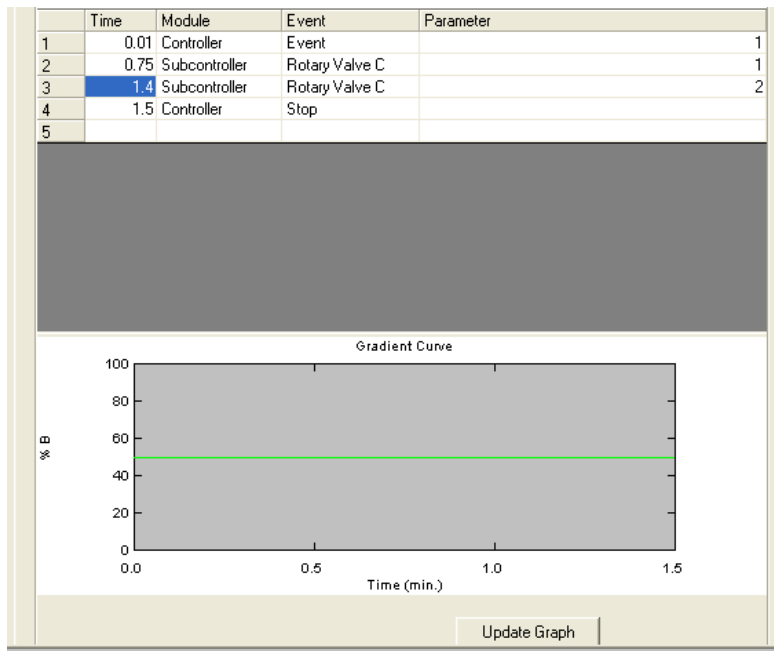 Time Module Event Parameter
1 0.01 Controller Event 1
2 0.75 Subcontroller Rotary Valve C 1
3 1.4 Subcontroller Rotary Valve C 2
4 1.5 Controller Stop
5
Gradient Curve
100
80
60
40
20
0
% B
0.0 0.5 1.0 1.5
Time (min.)
Update Graph